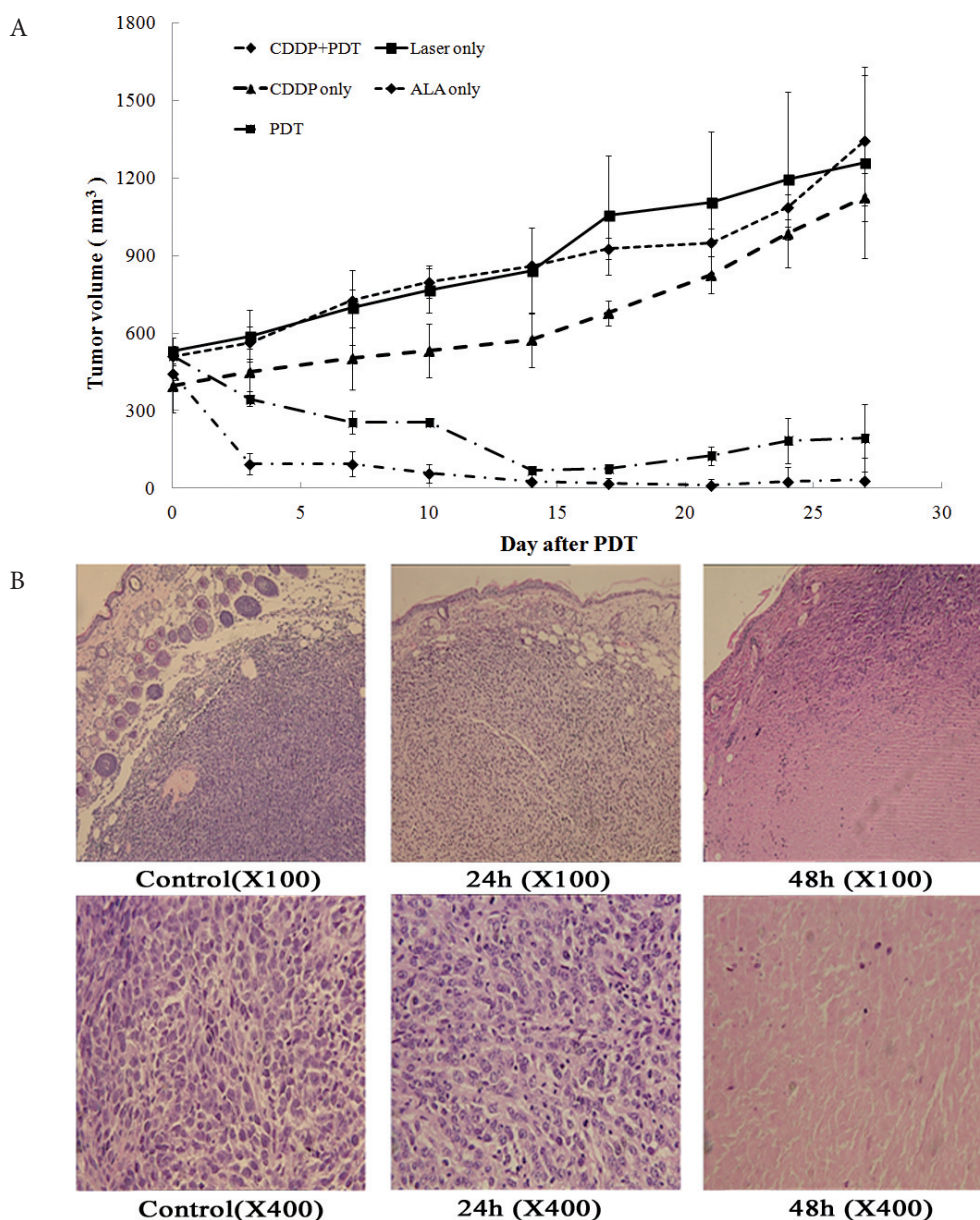 A
Tumor volume ( mm³ )
1800
1500
1200
900
600
300
0
CDDP+PDT Laser only
CDDP only ALA only
PDT
0 5 10 15 20 25 30
Day after PDT
B
Control(X100) 24h (X100) 48h (X100)
Control(X400) 24h (X400) 48h (X400)